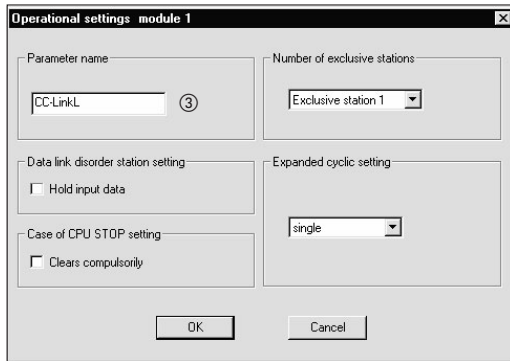 Operational settings module 1
Parameter name
CC-LinkL
③
Number of exclusive stations
Exclusive station 1
Data link disorder station setting
Hold input data
Expanded cyclic setting
single
Case of CPU STOP setting
Clears compulsorily
OK
Cancel